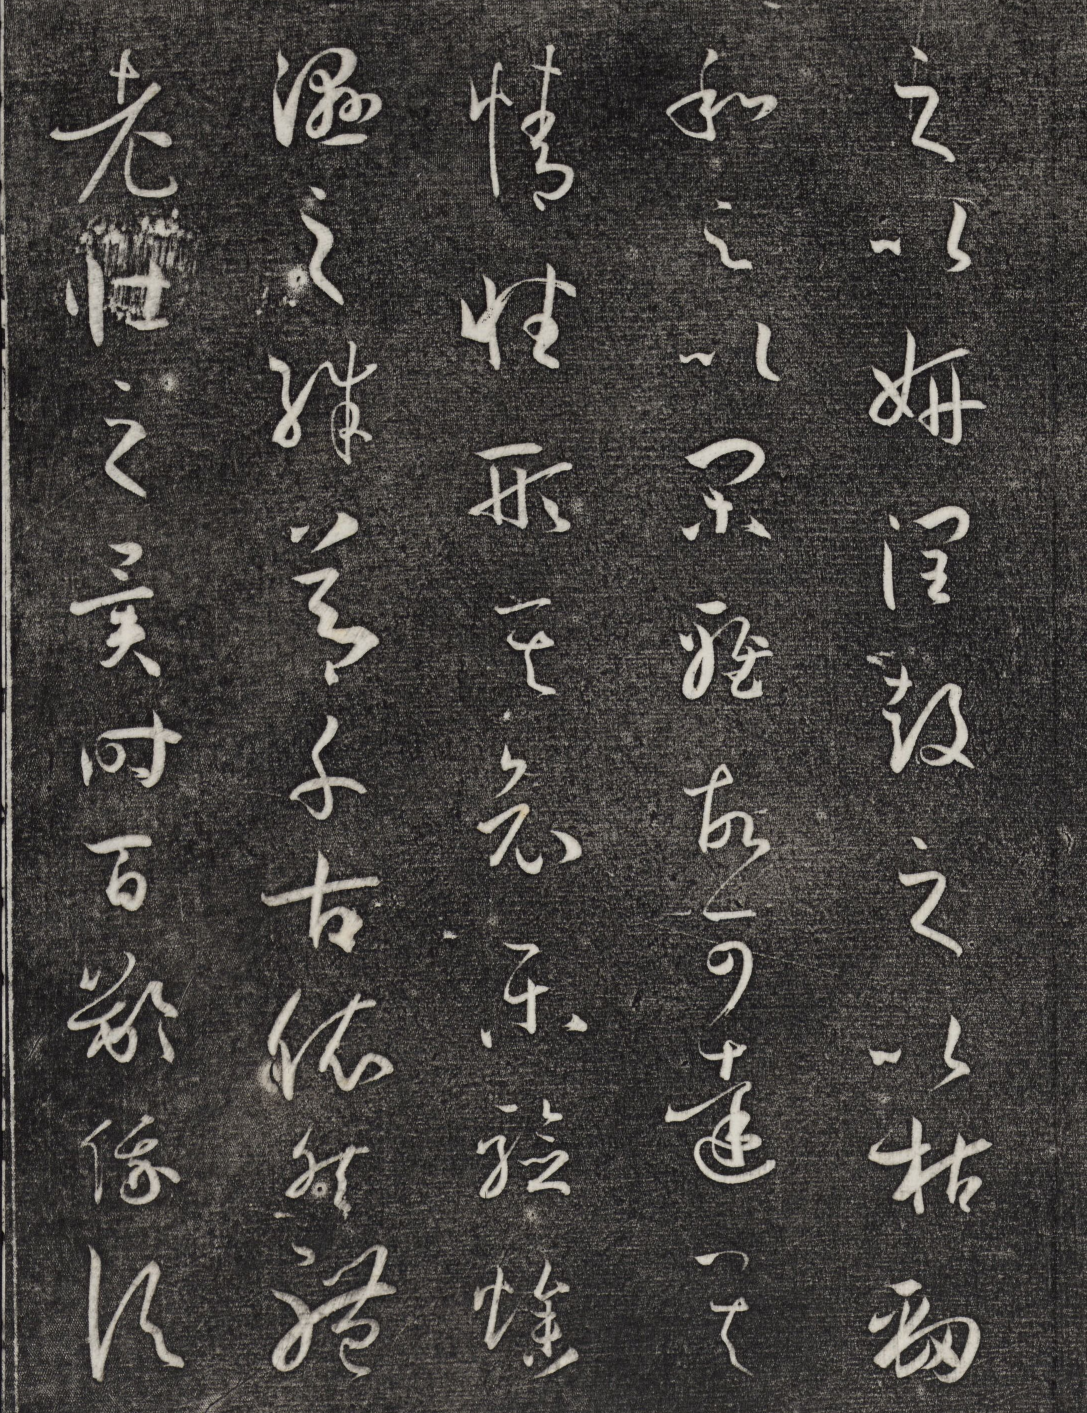 之以妍潤鼓之以枯勁
和之以閑雅故可達其
情性形其哀樂驗燥
濕之殊節千古依然體
老壯之異時百齡俄頃